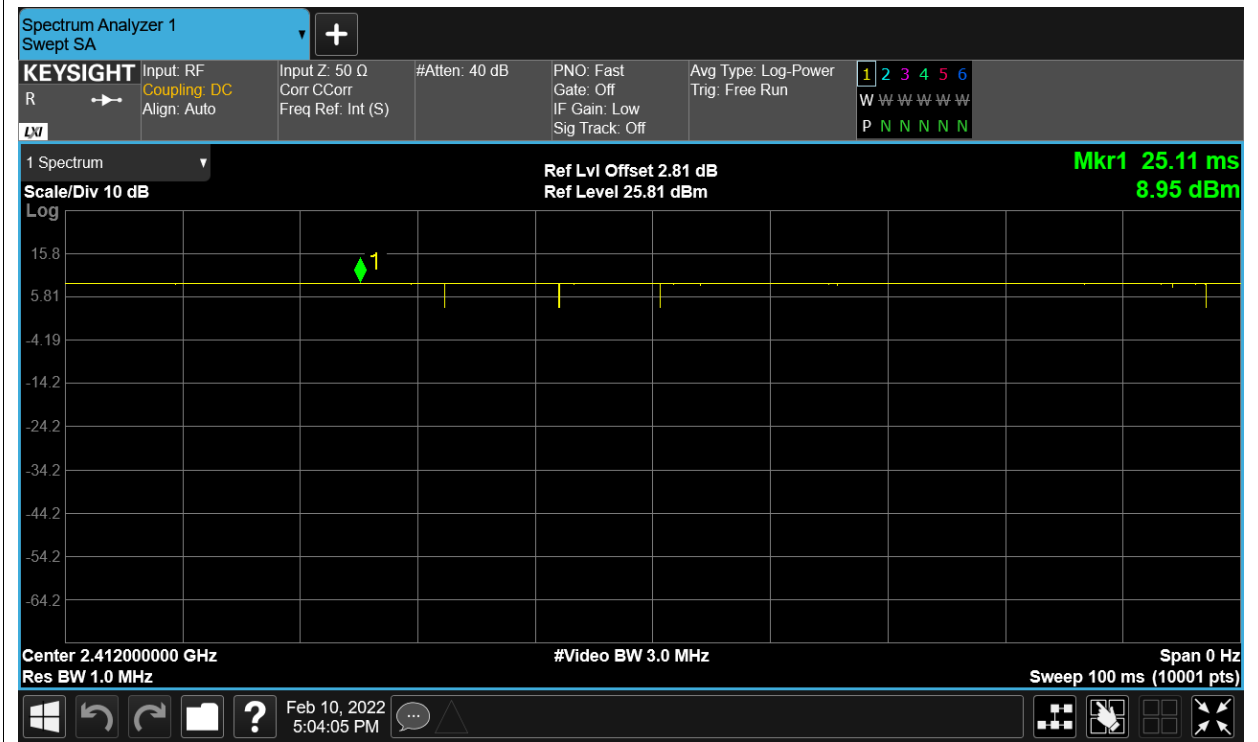 Spectrum Analyzer 1
Swept SA
KEYSIGHT
R
LXI
Input: RF
Coupling: DC
Align: Auto
Input Z: 50 Ω
Corr CCorr
Freq Ref: Int (S)
#Atten: 40 dB
PNO: Fast
Gate: Off
IF Gain: Low
Sig Track: Off
Avg Type: Log-Power
Trig: Free Run
1 2 3 4 5 6
W W W W W W
P N N N N N
1 Spectrum
Scale/Div 10 dB
Log
Ref Lvl Offset 2.81 dB
Ref Level 25.81 dBm
Mkr1 25.11 ms
8.95 dBm
1
15.8
5.81
-4.19
-14.2
-24.2
-34.2
-44.2
-54.2
-64.2
Center 2.412000000 GHz
Res BW 1.0 MHz
#Video BW 3.0 MHz
Span 0 Hz
Sweep 100 ms (10001 pts)
?
Feb 10, 2022
5:04:05 PM